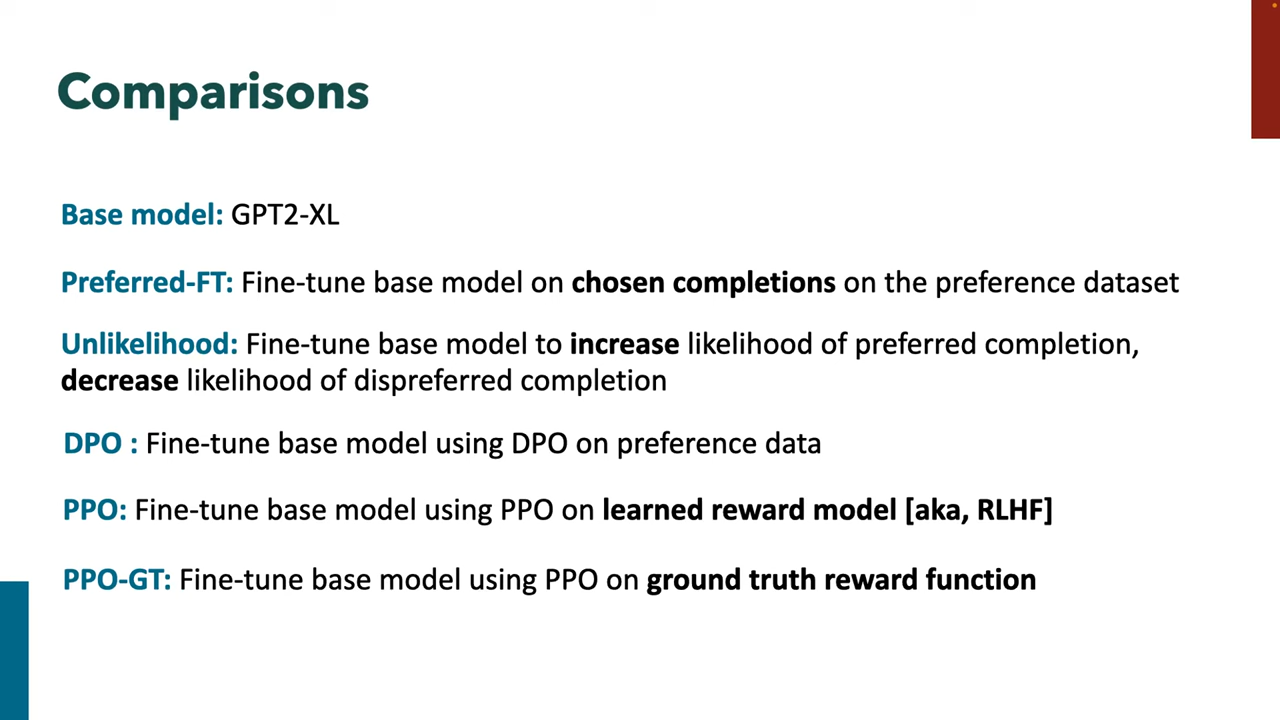 Comparisons
Base model: GPT2-XL
Preferred-FT: Fine-tune base model on chosen completions on the preference dataset
Unlikelihood: Fine-tune base model to increase likelihood of preferred completion,
decrease likelihood of dispreferred completion
DPO : Fine-tune base model using DPO on preference data
PPO: Fine-tune base model using PPO on learned reward model [aka, RLHF]
PPO-GT: Fine-tune base model using PPO on ground truth reward function